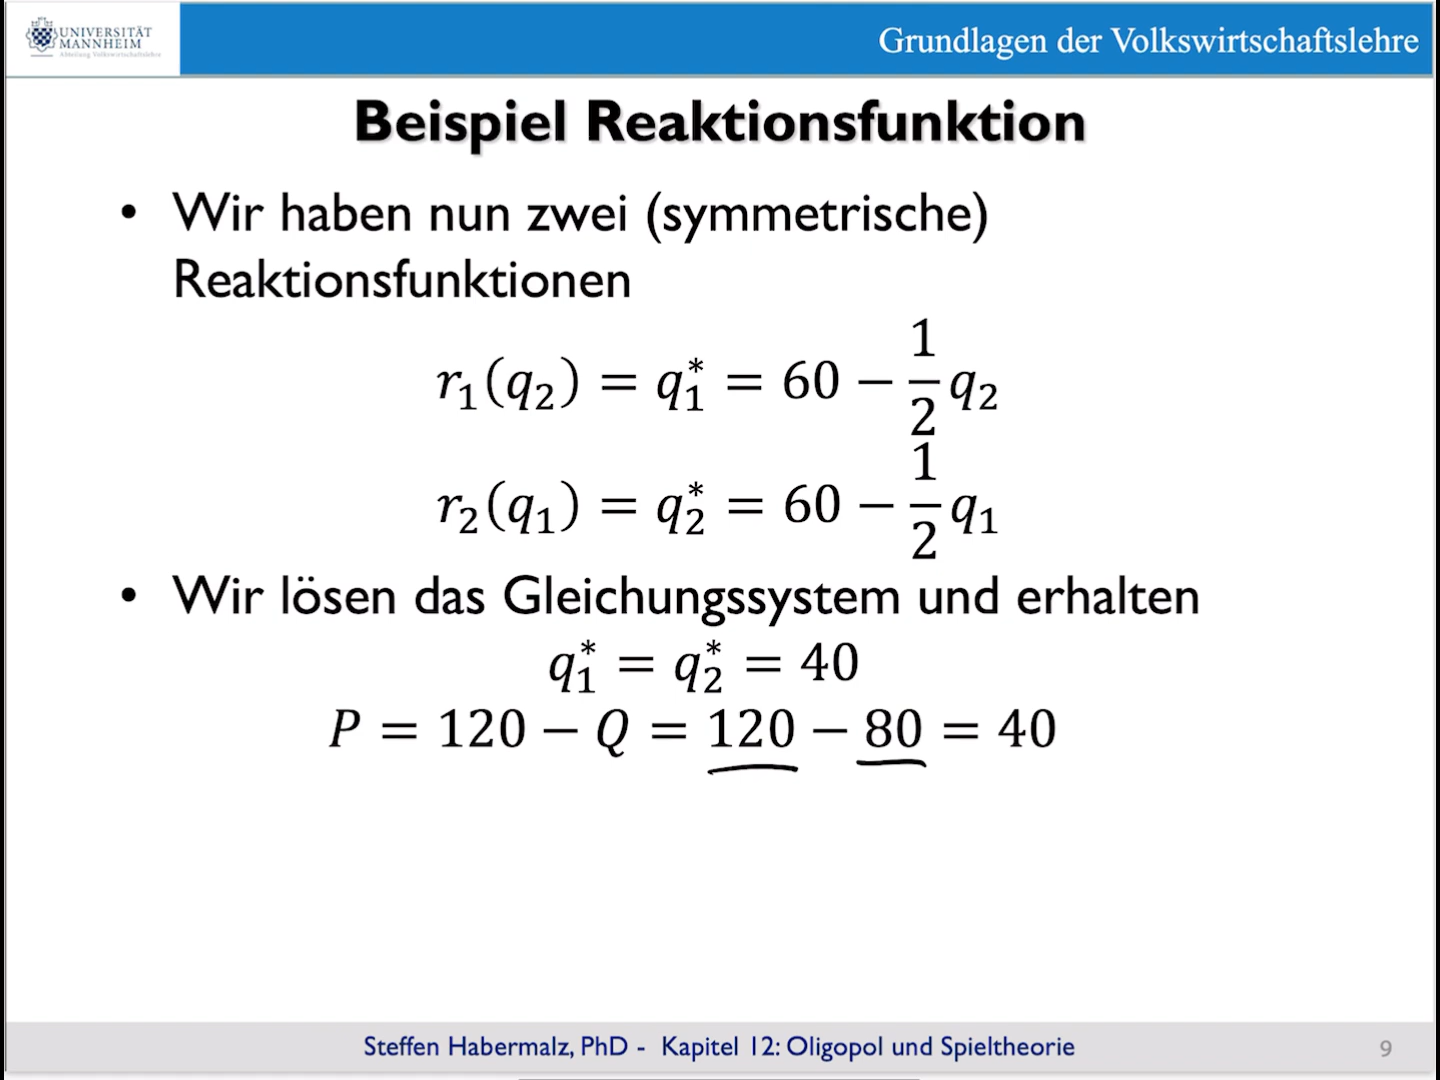 UNIVERSITÄT
MANNHEIM
Abteilung Volkswirtschaftslehre
Grundlagen der Volkswirtschaftslehre
Beispiel Reaktionsfunktion
• Wir haben nun zwei (symmetrische)
Reaktionsfunktionen
r₁(q₂) = q₁* = 60 − 1/2 q₂
r₂(q₁) = q₂* = 60 − 1/2 q₁
• Wir lösen das Gleichungssystem und erhalten
q₁* = q₂* = 40
P = 120 − Q = 120 − 80 = 40
Steffen Habermalz, PhD - Kapitel 12: Oligopol und Spieltheorie
9